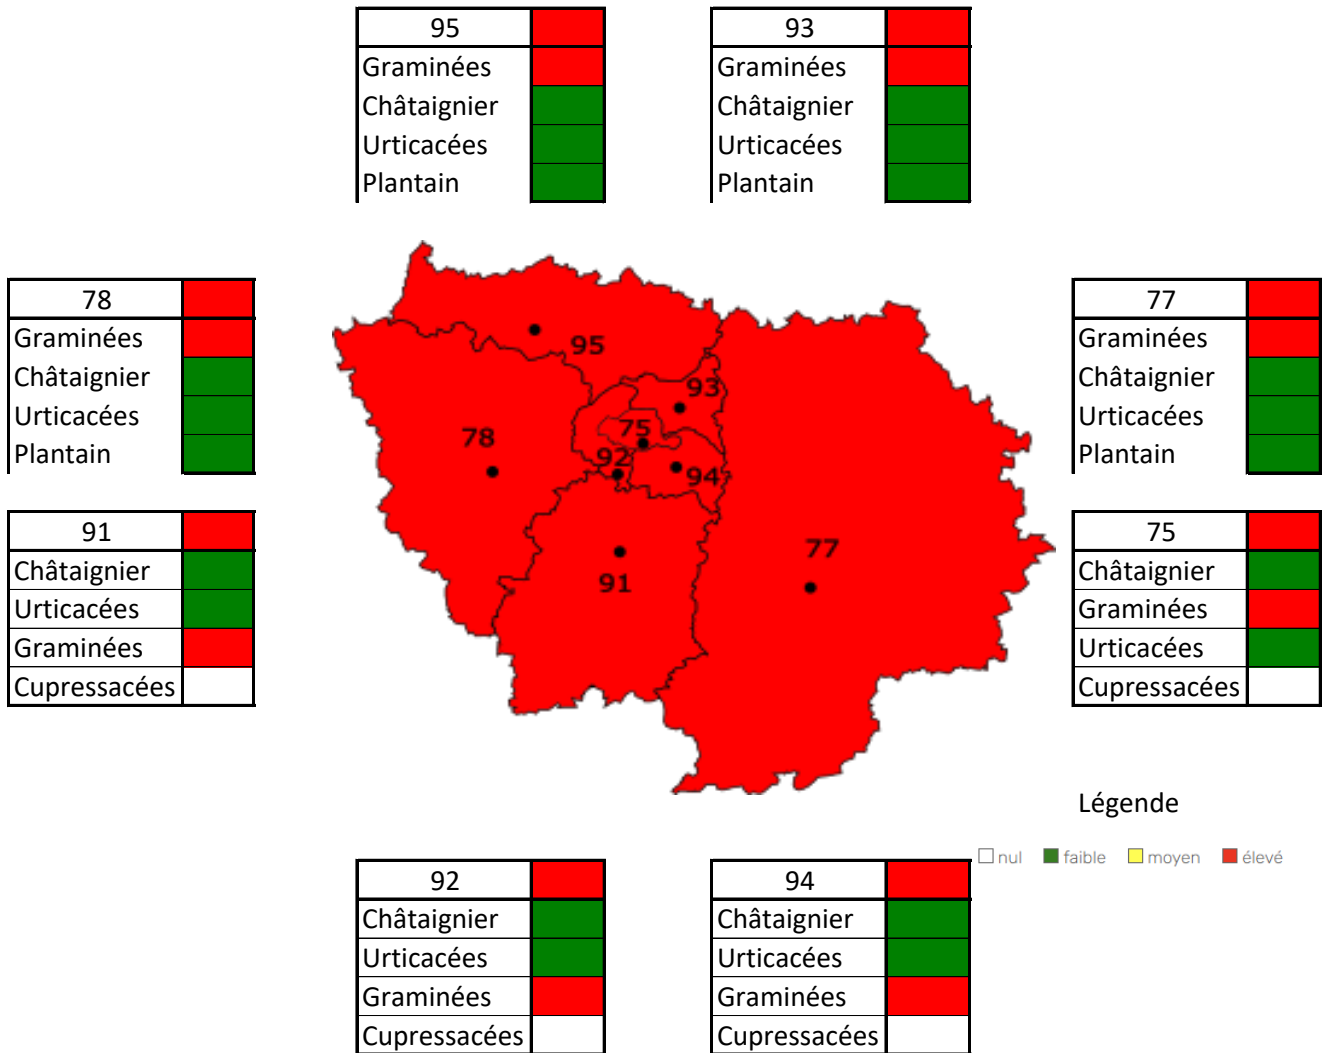 95
Graminées
Châtaignier
Urticacées
Plantain
93
Graminées
Châtaignier
Urticacées
Plantain
78
Graminées
Châtaignier
Urticacées
Plantain
77
Graminées
Châtaignier
Urticacées
Plantain
95
93
75
78
92
94
77
91
91
Châtaignier
Urticacées
Graminées
Cupressacées
75
Châtaignier
Graminées
Urticacées
Cupressacées
Légende
nul faible moyen élevé
92
Châtaignier
Urticacées
Graminées
Cupressacées
94
Châtaignier
Urticacées
Graminées
Cupressacées